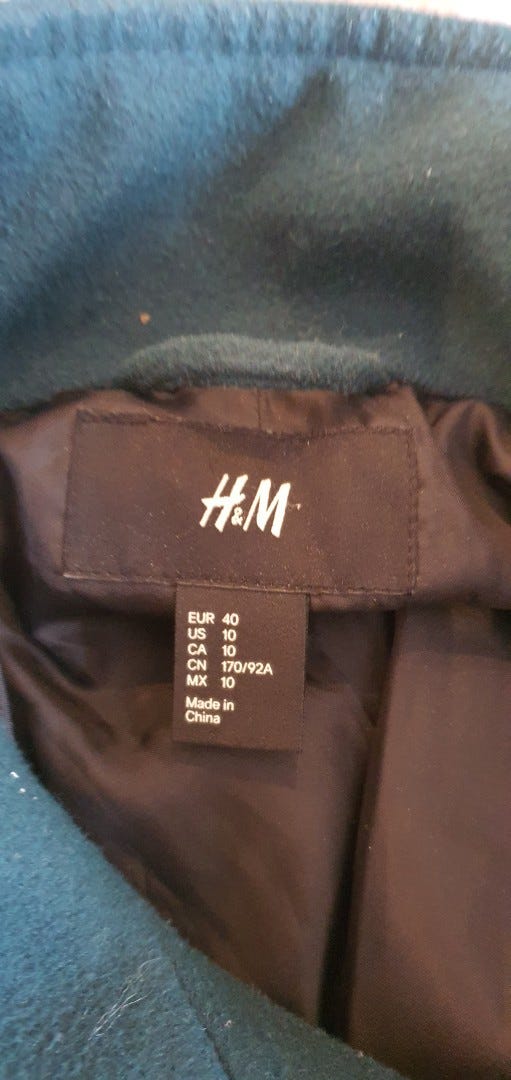 H&M
EUR 40
US 10
CA 10
CN 170/92A
MX 10
Made in
China